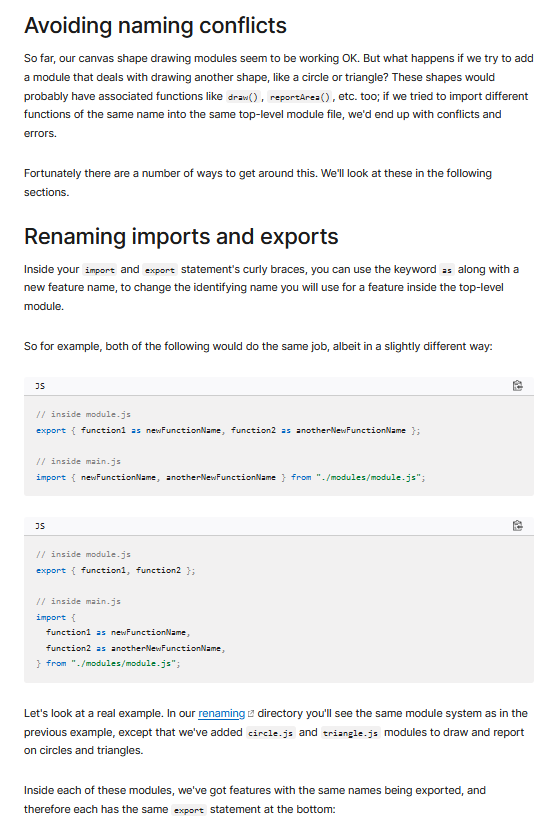 Avoiding naming conflicts
So far, our canvas shape drawing modules seem to be working OK. But what happens if we try to add
a module that deals with drawing another shape, like a circle or triangle? These shapes would
probably have associated functions like draw(), reportArea(), etc. too; if we tried to import different
functions of the same name into the same top-level module file, we'd end up with conflicts and
errors.
Fortunately there are a number of ways to get around this. We'll look at these in the following
sections.
Renaming imports and exports
Inside your import and export statement's curly braces, you can use the keyword as along with a
new feature name, to change the identifying name you will use for a feature inside the top-level
module.
So for example, both of the following would do the same job, albeit in a slightly different way:
JS
// inside module.js
export { function1 as newFunctionName, function2 as anotherNewFunctionName };
// inside main.js
import { newFunctionName, anotherNewFunctionName } from "./modules/module.js";
JS
// inside module.js
export { function1, function2 };
// inside main.js
import {
  function1 as newFunctionName,
  function2 as anotherNewFunctionName,
} from "./modules/module.js";
Let's look at a real example. In our renaming directory you'll see the same module system as in the
previous example, except that we've added circle.js and triangle.js modules to draw and report
on circles and triangles.
Inside each of these modules, we've got features with the same names being exported, and
therefore each has the same export statement at the bottom: